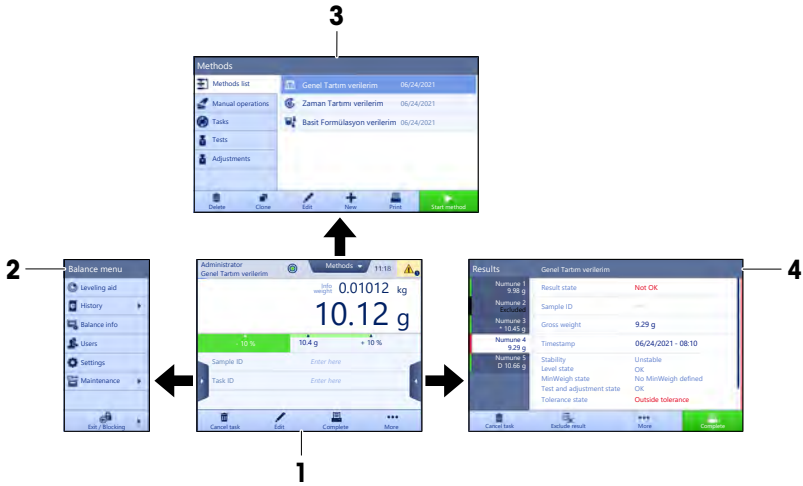 3
Methods
Methods list
Genel Tartım verilerim 06/24/2021
Manual operations
Zaman Tartımı verilerim 06/24/2021
Tasks
Basit Formülasyon verilerim 06/24/2021
Tests
Adjustments
Delete Clone Edit New Print Start method
2
Balance menu
Leveling aid
History
Balance info
Users
Settings
Maintenance
Exit / Blocking
Administrator
Genel Tartım verilerim
Methods 11:18
Info
weight 0.01012 kg
10.12 g
- 10 % 10.4 g + 10 %
Sample ID Enter here
Task ID Enter here
Cancel task Edit Complete More
1
4
Results Genel Tartım verilerim
Numune 1
9.98 g
Numune 2
Excluded
Numune 3
* 10.45 g
Numune 4
9.29 g
Numune 5
D 10.66 g
Result state Not OK
Sample ID ----
Gross weight 9.29 g
Timestamp 06/24/2021 - 08:10
Stability Unstable
Level state OK
MinWeigh state No MinWeigh defined
Test and adjustment state OK
Tolerance state Outside tolerance
Cancel task Exclude result More Complete